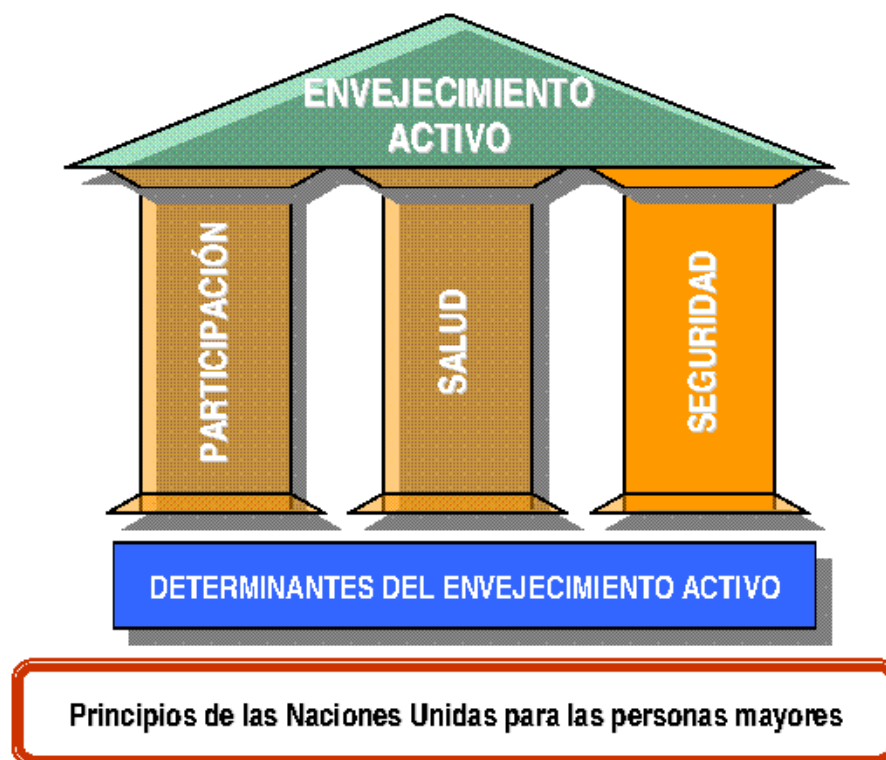 ENVEJECIMIENTO
ACTIVO
PARTICIPACIÓN
SALUD
SEGURIDAD
DETERMINANTES DEL ENVEJECIMIENTO ACTIVO
Principios de las Naciones Unidas para las personas mayores